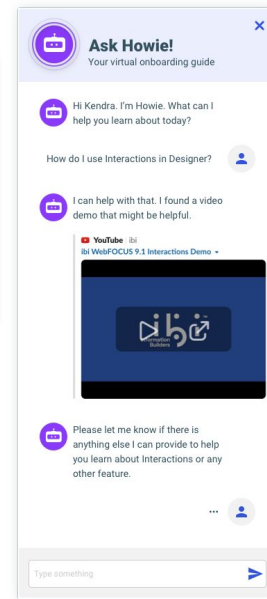 Ask Howie!
Your virtual onboarding guide
Hi Kendra. I'm Howie. What can I
help you learn about today?
How do I use Interactions in Designer?
I can help with that. I found a video
demo that might be helpful.
YouTube ibi
ibi WebFOCUS 9.1 Interactions Demo
ibi
Information
Builders
Please let me know if there is
anything else I can provide to help
you learn about Interactions or any
other feature.
...
Type something